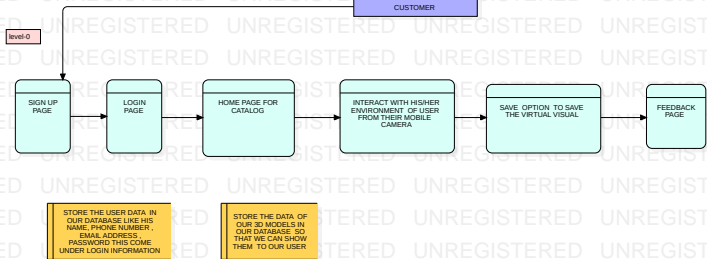 CUSTOMER
level-0
SIGN UP
PAGE
LOGIN
PAGE
HOME PAGE FOR
CATALOG
INTERACT WITH HIS/HER
ENVIRONMENT OF USER
FROM THEIR MOBILE
CAMERA
SAVE OPTION TO SAVE
THE VIRTUAL VISUAL
FEEDBACK
PAGE
STORE THE USER DATA IN
OUR DATABASE LIKE HIS
NAME, PHONE NUMBER ,
EMAIL ADDRESS ,
PASSWORD THIS COME
UNDER LOGIN INFORMATION
STORE THE DATA OF
OUR 3D MODELS IN
OUR DATABASE SO
THAT WE CAN SHOW
THEM TO OUR USER
UNREGISTERED UNREGISTERED UNREGISTERED UNREGISTERED